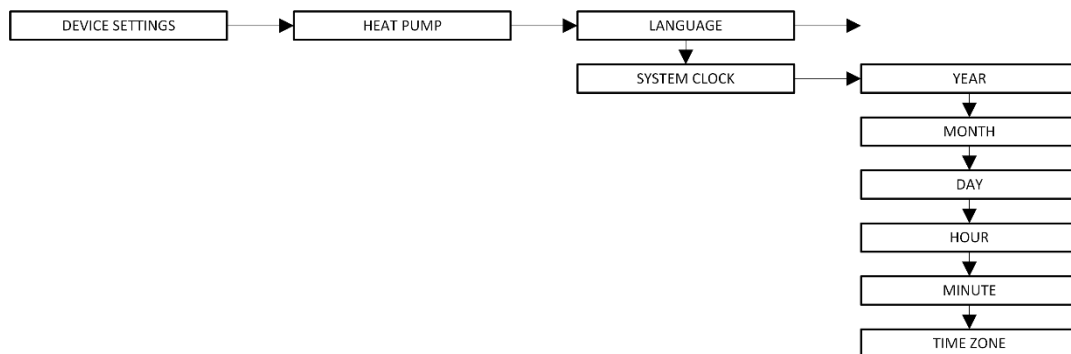 DEVICE SETTINGS
HEAT PUMP
LANGUAGE
SYSTEM CLOCK
YEAR
MONTH
DAY
HOUR
MINUTE
TIME ZONE